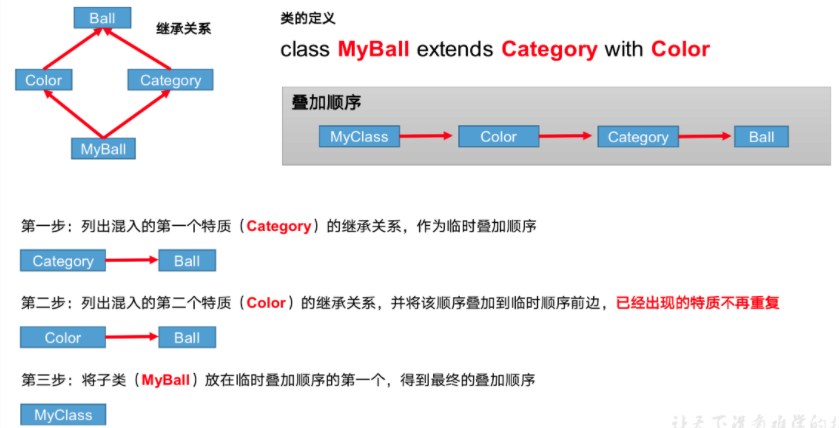 Ball
继承关系
Color
Category
MyBall
类的定义
class MyBall extends Category with Color
叠加顺序
MyClass
Color
Category
Ball
第一步：列出混入的第一个特质（Category）的继承关系，作为临时叠加顺序
Category
Ball
第二步：列出混入的第二个特质（Color）的继承关系，并将该顺序叠加到临时顺序前边，已经出现的特质不再重复
Color
Ball
第三步：将子类（MyBall）放在临时叠加顺序的第一个，得到最终的叠加顺序
MyClass